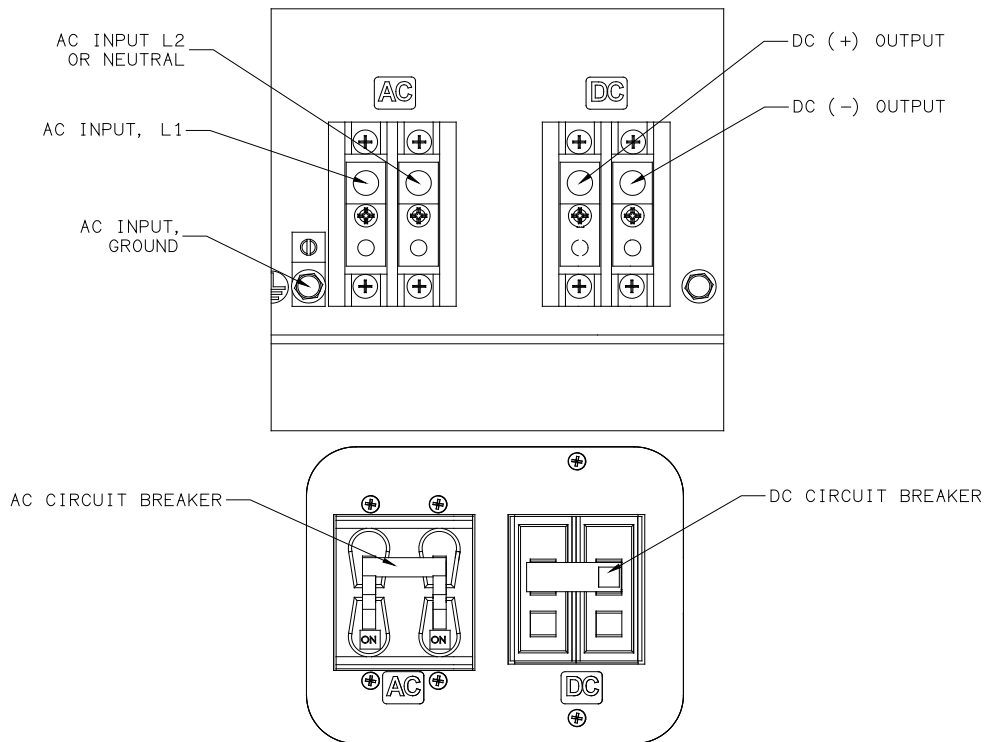 AC INPUT L2
OR NEUTRAL
DC (+) OUTPUT
AC
DC
DC (-) OUTPUT
AC INPUT, L1
AC INPUT,
GROUND
AC CIRCUIT BREAKER
DC CIRCUIT BREAKER
ON
ON
AC
DC